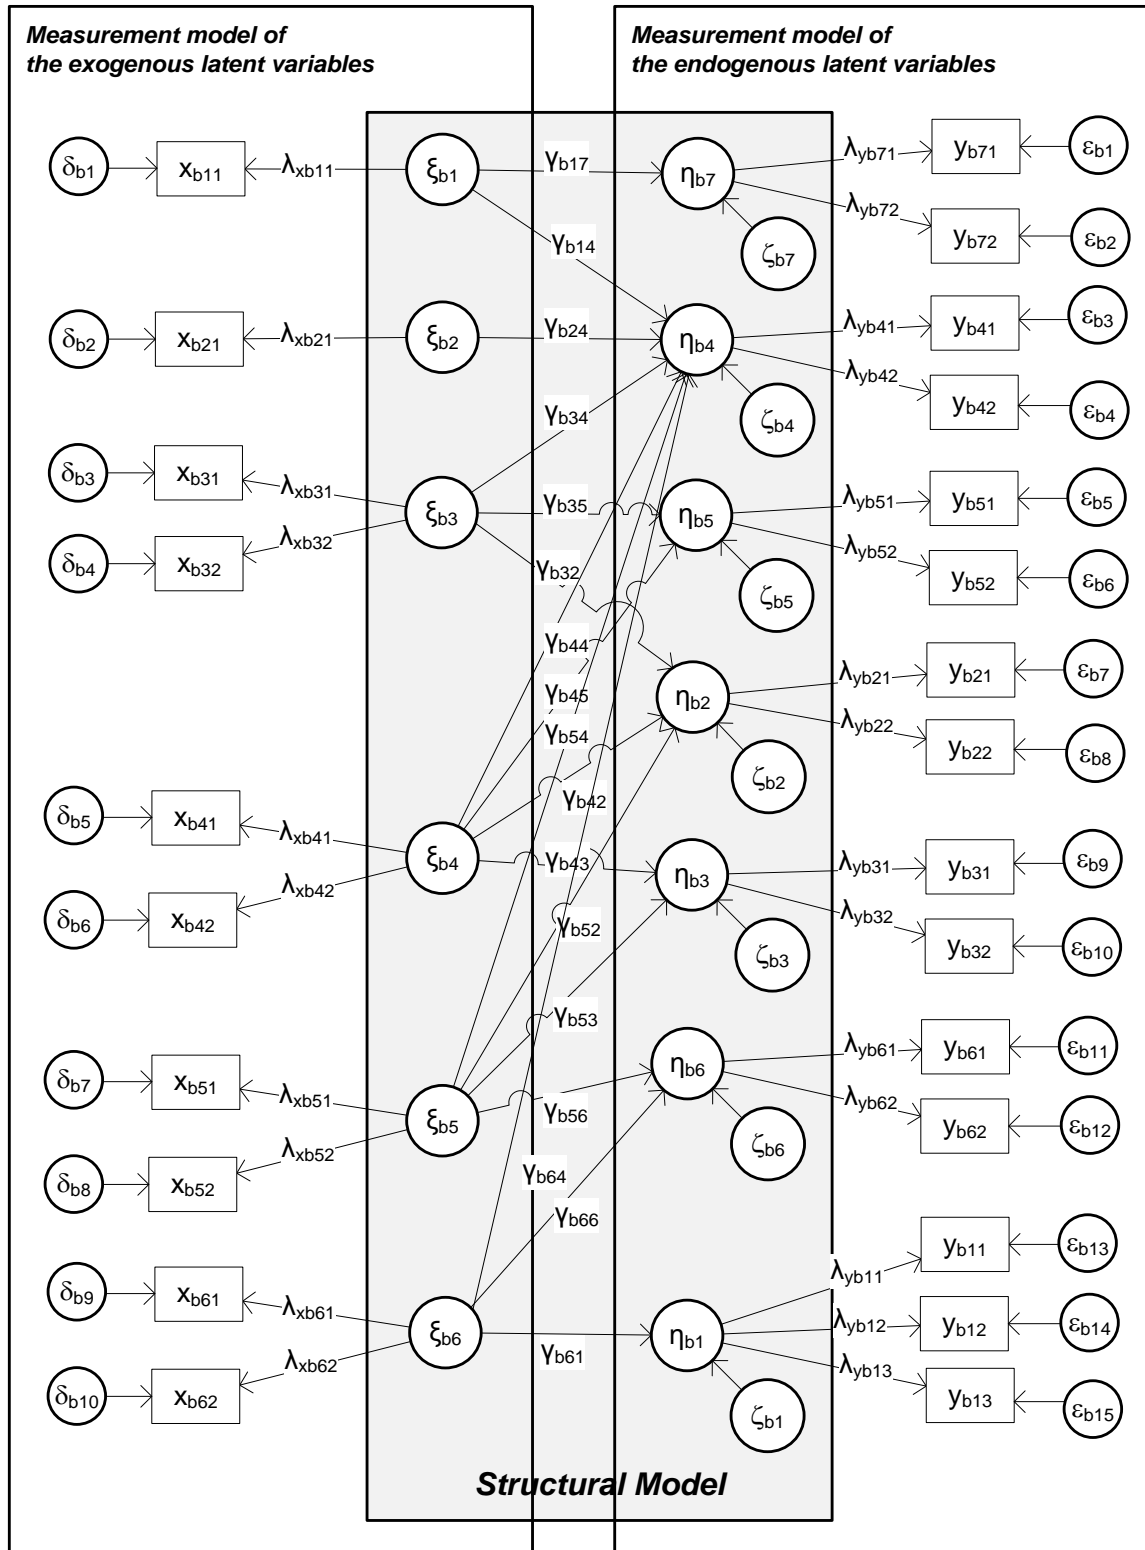 Measurement model of
the exogenous latent variables
Measurement model of
the endogenous latent variables
δb1
xb11
λxb11
ξb1
γb17
ηb7
λyb71
yb71
εb1
λyb72
yb72
εb2
ζb7
γb14
δb2
xb21
λxb21
ξb2
γb24
ηb4
λyb41
yb41
εb3
λyb42
yb42
εb4
ζb4
γb34
δb3
xb31
λxb31
ξb3
γb35
ηb5
λyb51
yb51
εb5
δb4
xb32
λxb32
γb32
λyb52
yb52
εb6
ζb5
γb44
γb45
γb54
ηb2
λyb21
yb21
εb7
λyb22
yb22
εb8
ζb2
γb42
δb5
xb41
λxb41
ξb4
γb43
ηb3
λyb31
yb31
εb9
δb6
xb42
λxb42
γb52
λyb32
yb32
εb10
ζb3
γb53
δb7
xb51
λxb51
ξb5
γb56
ηb6
λyb61
yb61
εb11
δb8
xb52
λxb52
λyb62
yb62
εb12
ζb6
γb64
γb66
δb9
xb61
λxb61
ξb6
γb61
ηb1
λyb11
yb11
εb13
λyb12
yb12
εb14
δb10
xb62
λxb62
λyb13
yb13
εb15
ζb1
Structural Model